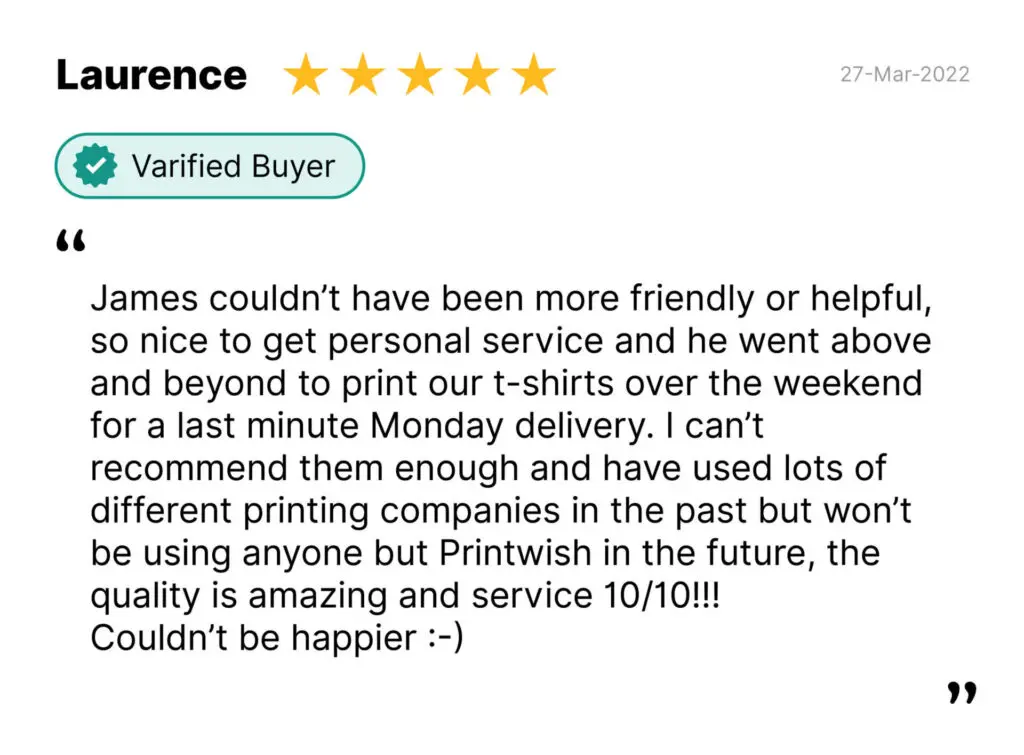 Laurence
27-Mar-2022
Varified Buyer
“
James couldn’t have been more friendly or helpful,
so nice to get personal service and he went above
and beyond to print our t-shirts over the weekend
for a last minute Monday delivery. I can’t
recommend them enough and have used lots of
different printing companies in the past but won’t
be using anyone but Printwish in the future, the
quality is amazing and service 10/10!!!
Couldn’t be happier :-)
”